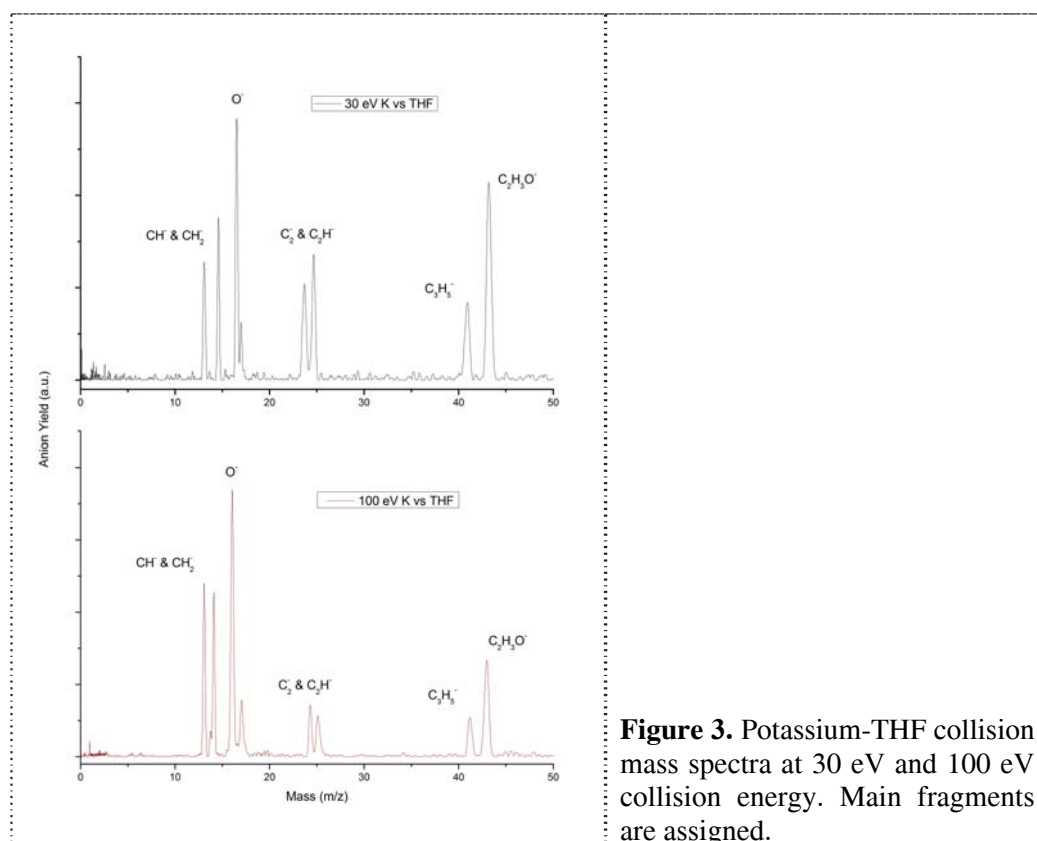 O⁻
30 eV K vs THF
C₂H₃O⁻
CH⁻ & CH₂⁻
C₂⁻ & C₂H⁻
C₃H₅⁻
0 10 20 30 40 50
Anion Yield (a.u.)
O⁻
100 eV K vs THF
CH⁻ & CH₂⁻
C₂H₃O⁻
C₂⁻ & C₂H⁻
C₃H₅⁻
0 10 20 30 40 50
Mass (m/z)
Figure 3. Potassium-THF collision
mass spectra at 30 eV and 100 eV
collision energy. Main fragments
are assigned.